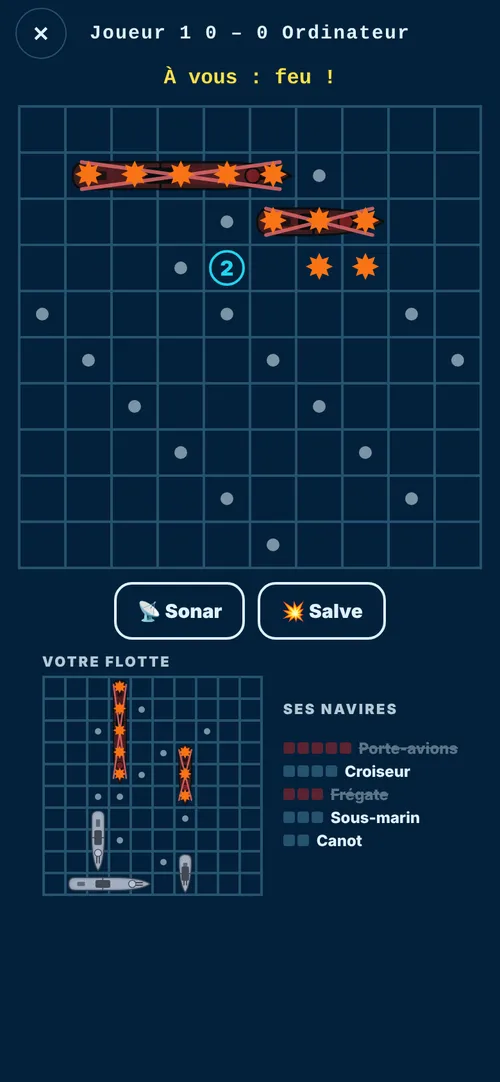 ✕
Joueur 1 0 – 0 Ordinateur
À vous : feu !
2
📡 Sonar
💥 Salve
VOTRE FLOTTE
SES NAVIRES
Porte-avions
Croiseur
Frégate
Sous-marin
Canot